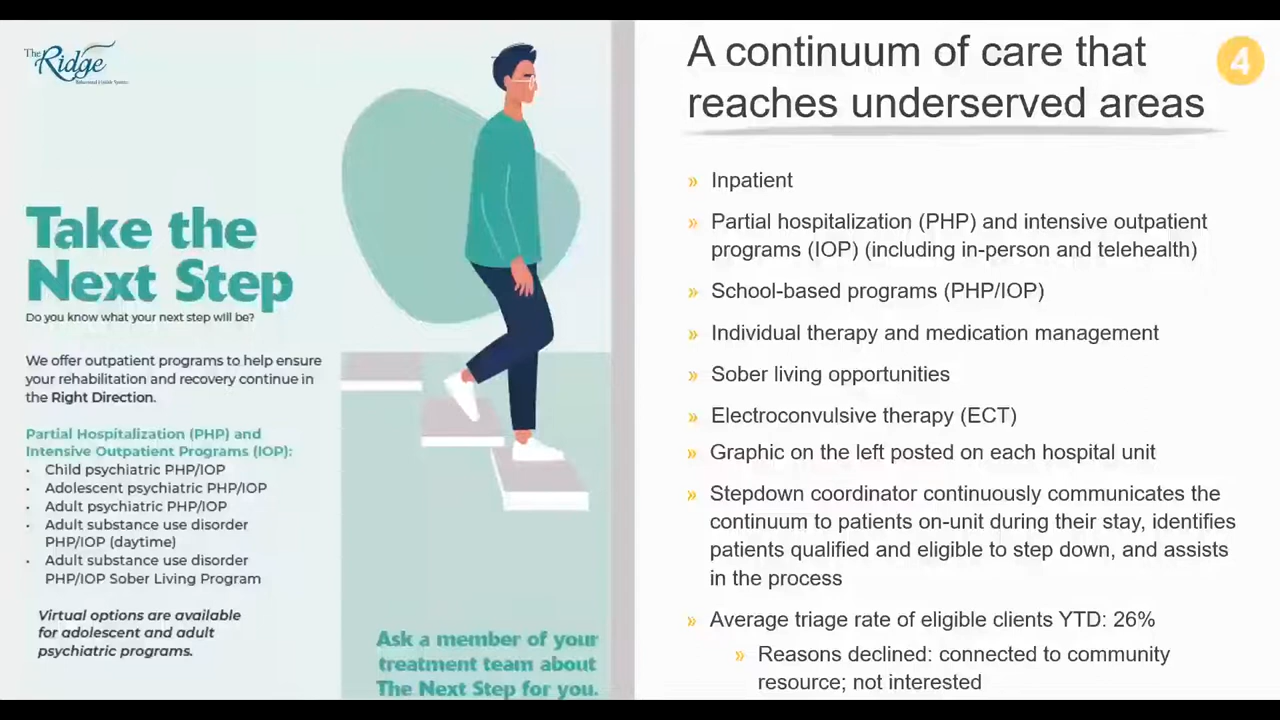 The
Ridge
Behavioral Health System
Take the
Next Step
Do you know what your next step will be?
We offer outpatient programs to help ensure
your rehabilitation and recovery continue in
the Right Direction.
Partial Hospitalization (PHP) and
Intensive Outpatient Programs (IOP):
• Child psychiatric PHP/IOP
• Adolescent psychiatric PHP/IOP
• Adult psychiatric PHP/IOP
• Adult substance use disorder
PHP/IOP (daytime)
• Adult substance use disorder
PHP/IOP Sober Living Program
Virtual options are available
for adolescent and adult
psychiatric programs.
Ask a member of your
treatment team about
The Next Step for you.
A continuum of care that
reaches underserved areas
4
» Inpatient
» Partial hospitalization (PHP) and intensive outpatient
programs (IOP) (including in-person and telehealth)
» School-based programs (PHP/IOP)
» Individual therapy and medication management
» Sober living opportunities
» Electroconvulsive therapy (ECT)
» Graphic on the left posted on each hospital unit
» Stepdown coordinator continuously communicates the
continuum to patients on-unit during their stay, identifies
patients qualified and eligible to step down, and assists
in the process
» Average triage rate of eligible clients YTD: 26%
» Reasons declined: connected to community
resource; not interested